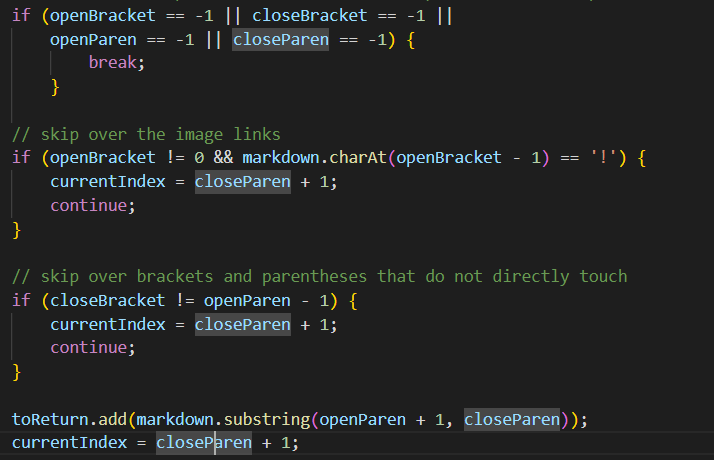 if (openBracket == -1 || closeBracket == -1 ||
openParen == -1 || closeParen == -1) {
break;
}
// skip over the image links
if (openBracket != 0 && markdown.charAt(openBracket - 1) == '!') {
currentIndex = closeParen + 1;
continue;
}
// skip over brackets and parentheses that do not directly touch
if (closeBracket != openParen - 1) {
currentIndex = closeParen + 1;
continue;
}
toReturn.add(markdown.substring(openParen + 1, closeParen));
currentIndex = closeParen + 1;